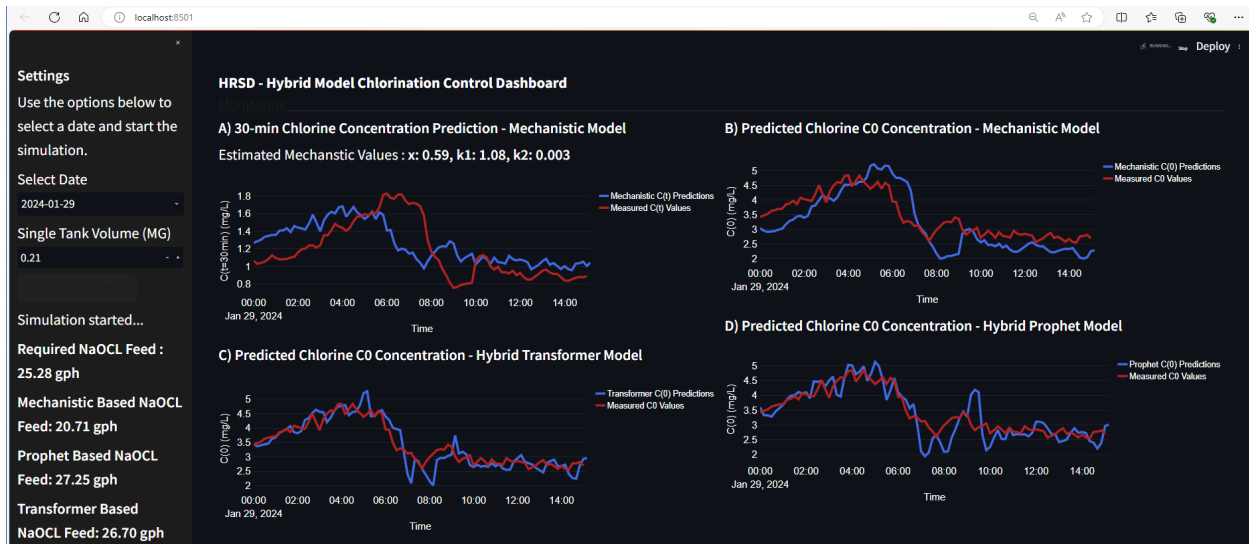 localhost:8501
RUNNING...
Stop
Deploy
Settings
Use the options below to
select a date and start the
simulation.
Select Date
2024-01-29
Single Tank Volume (MG)
0.21
Simulation started...
Required NaOCL Feed :
25.28 gph
Mechanistic Based NaOCL
Feed: 20.71 gph
Prophet Based NaOCL
Feed: 27.25 gph
Transformer Based
NaOCL Feed: 26.70 gph
HRSD - Hybrid Model Chlorination Control Dashboard
Monitoring
A) 30-min Chlorine Concentration Prediction - Mechanistic Model
Estimated Mechanstic Values : x: 0.59, k1: 1.08, k2: 0.003
Mechanistic C(t) Predictions
Measured C(t) Values
C(t=30min) (mg/L)
1.8
1.6
1.4
1.2
1
0.8
00:00 02:00 04:00 06:00 08:00 10:00 12:00 14:00
Jan 29, 2024
Time
B) Predicted Chlorine C0 Concentration - Mechanistic Model
Mechanistic C(0) Predictions
Measured C0 Values
C(0) (mg/L)
5
4.5
4
3.5
3
2.5
2
00:00 02:00 04:00 06:00 08:00 10:00 12:00 14:00
Jan 29, 2024
Time
C) Predicted Chlorine C0 Concentration - Hybrid Transformer Model
Transformer C(0) Predictions
Measured C0 Values
C(0) (mg/L)
5
4.5
4
3.5
3
2.5
2
00:00 02:00 04:00 06:00 08:00 10:00 12:00 14:00
Jan 29, 2024
Time
D) Predicted Chlorine C0 Concentration - Hybrid Prophet Model
Prophet C(0) Predictions
Measured C0 Values
C(0) (mg/L)
5
4.5
4
3.5
3
2.5
2
00:00 02:00 04:00 06:00 08:00 10:00 12:00 14:00
Jan 29, 2024
Time